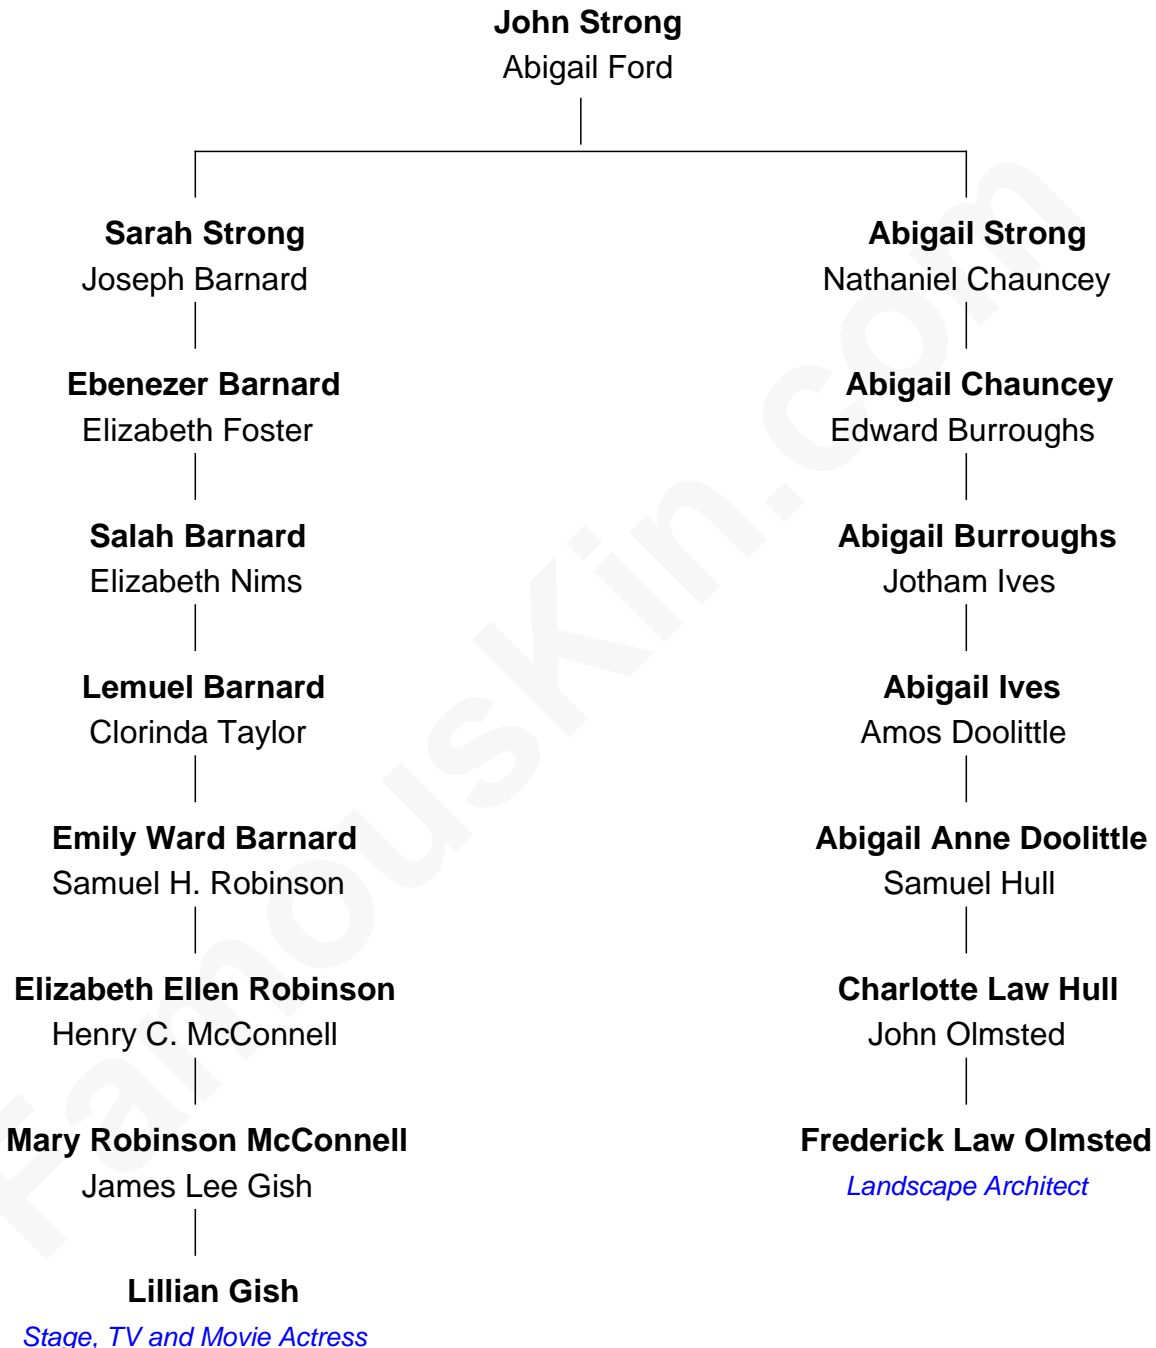 John Strong
Abigail Ford
Sarah Strong
Joseph Barnard
Ebenezer Barnard
Elizabeth Foster
Salah Barnard
Elizabeth Nims
Lemuel Barnard
Clorinda Taylor
Emily Ward Barnard
Samuel H. Robinson
Elizabeth Ellen Robinson
Henry C. McConnell
Mary Robinson McConnell
James Lee Gish
Lillian Gish
Stage, TV and Movie Actress
Abigail Strong
Nathaniel Chauncey
Abigail Chauncey
Edward Burroughs
Abigail Burroughs
Jotham Ives
Abigail Ives
Amos Doolittle
Abigail Anne Doolittle
Samuel Hull
Charlotte Law Hull
John Olmsted
Frederick Law Olmsted
Landscape Architect
FamousKin.com